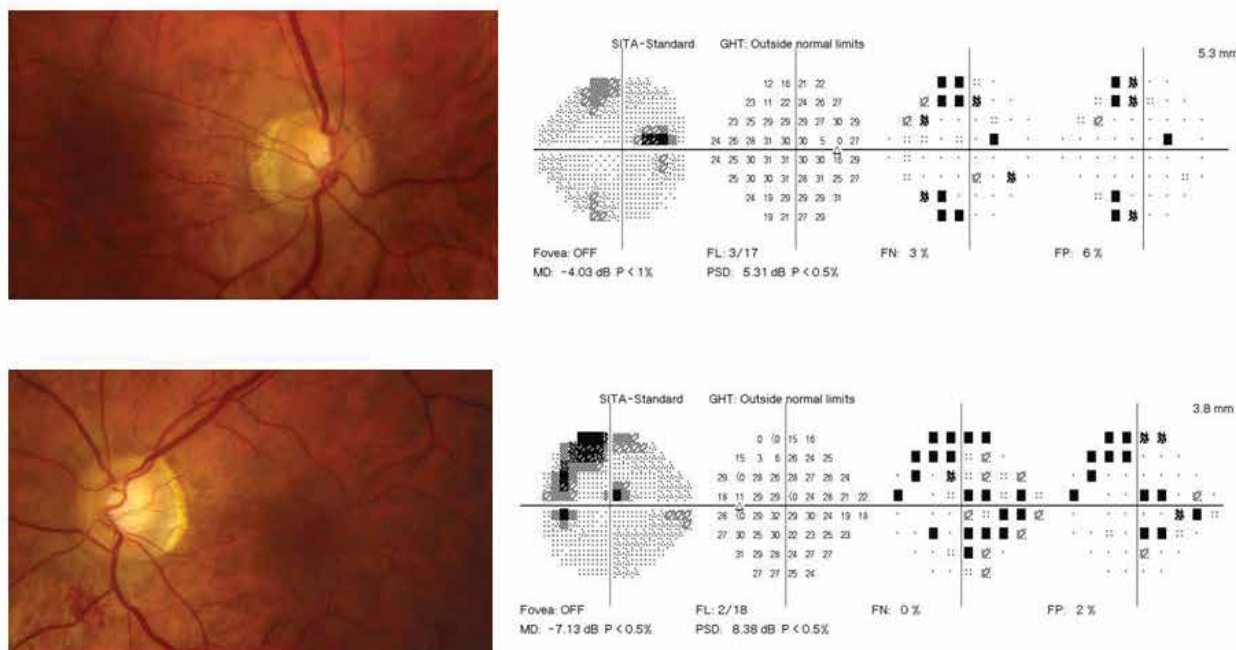 SITA-Standard GHT: Outside normal limits
5.3 mm
12 16 21 22
23 11 22 24 26 27
23 25 29 29 29 27 30 29
24 26 28 31 30 30 5 0 27
24 25 30 31 31 30 30 16 29
25 30 30 31 28 31 25 27
24 19 29 29 29 31
19 21 27 29
Fovea: OFF FL: 3/17 FN: 3 % FP: 6 %
MD: -4.03 dB P < 1% PSD: 5.31 dB P < 0.5%
SITA-Standard GHT: Outside normal limits
3.8 mm
0 (0 15 16
15 3 6 26 24 25
29 (0 28 26 28 27 26 24
18 11 29 29 (0 24 28 21 22
28 (0 29 32 29 30 24 19 18
27 30 25 30 22 23 25 23
31 29 28 24 27 27
27 27 25 24
Fovea: OFF FL: 2/18 FN: 0 % FP: 2 %
MD: -7.13 dB P < 0.5% PSD: 8.38 dB P < 0.5%